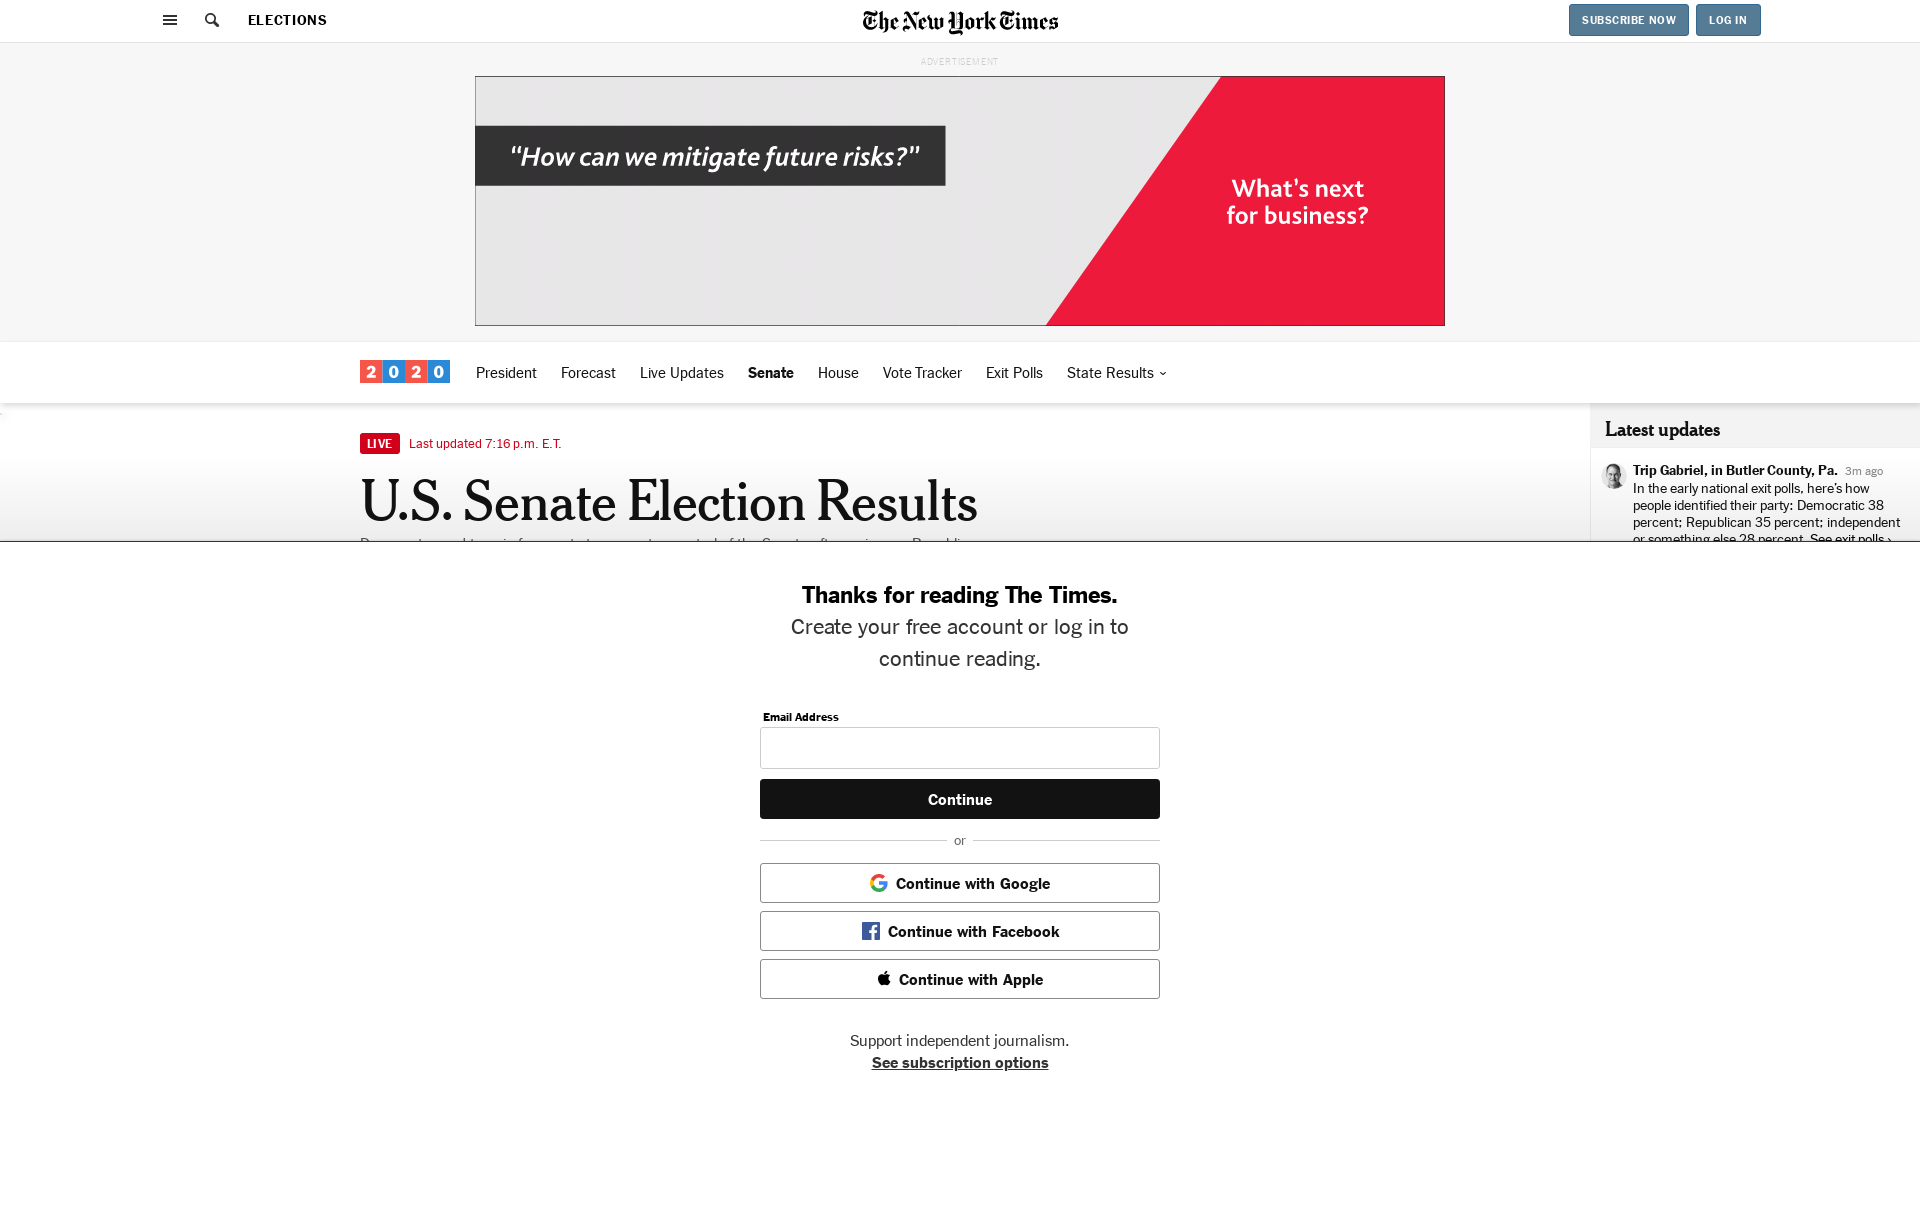 ELECTIONS
The New York Times
SUBSCRIBE NOW
LOG IN
ADVERTISEMENT
“How can we mitigate future risks?”
What’s next
for business?
2020
President
Forecast
Live Updates
Senate
House
Vote Tracker
Exit Polls
State Results
LIVE
Last updated 7:16 p.m. E.T.
U.S. Senate Election Results
Latest updates
Trip Gabriel, in Butler County, Pa. 3m ago
In the early national exit polls, here’s how
people identified their party: Democratic 38
percent; Republican 35 percent; independent
or something else 28 percent. See exit polls ›
Thanks for reading The Times.
Create your free account or log in to
continue reading.
Email Address
Continue
or
Continue with Google
Continue with Facebook
Continue with Apple
Support independent journalism.
See subscription options